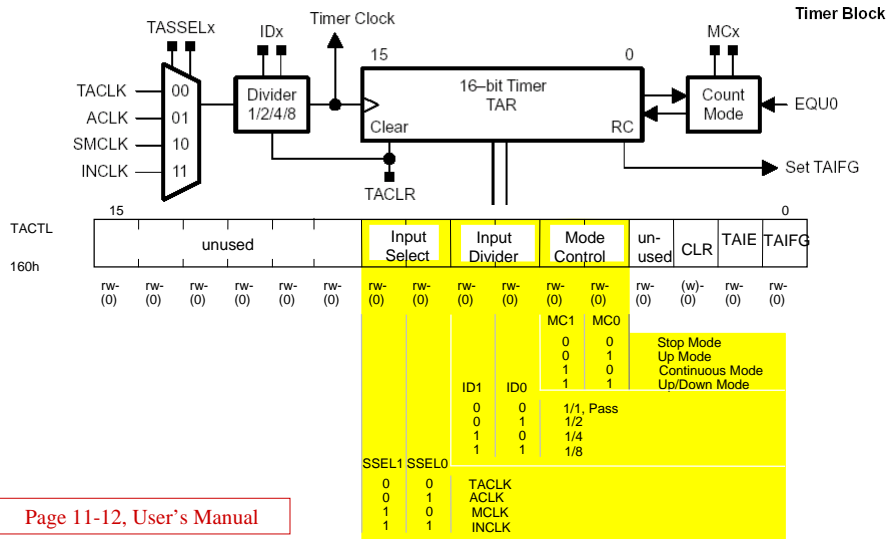 Timer Block
TASSELx
IDx
Timer Clock
MCx
15
0
TACLK
ACLK
SMCLK
INCLK
00
01
10
11
Divider
1/2/4/8
16–bit Timer
TAR
Clear
RC
Count
Mode
EQU0
Set TAIFG
TACLR
15
0
TACTL
160h
unused
Input
Select
Input
Divider
Mode
Control
un-
used
CLR
TAIE
TAIFG
rw- rw- rw- rw- rw- rw- rw- rw- rw- rw- rw- rw- rw- (w)- rw- rw-
(0) (0) (0) (0) (0) (0) (0) (0) (0) (0) (0) (0) (0) (0) (0) (0)
MC1 MC0
0 0 Stop Mode
0 1 Up Mode
1 0 Continuous Mode
1 1 Up/Down Mode
ID1 ID0
0 0 1/1, Pass
0 1 1/2
1 0 1/4
1 1 1/8
SSEL1 SSEL0
0 0 TACLK
0 1 ACLK
1 0 MCLK
1 1 INCLK
Page 11-12, User's Manual